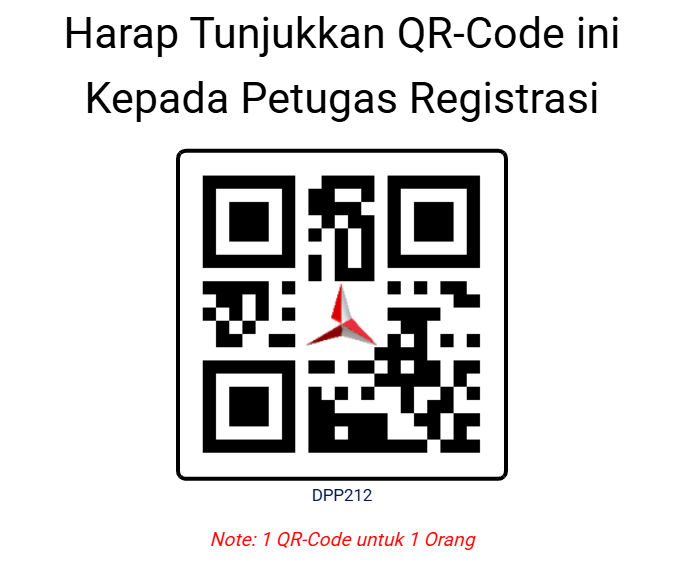 Harap Tunjukkan QR-Code ini
Kepada Petugas Registrasi
DPP212
Note: 1 QR-Code untuk 1 Orang